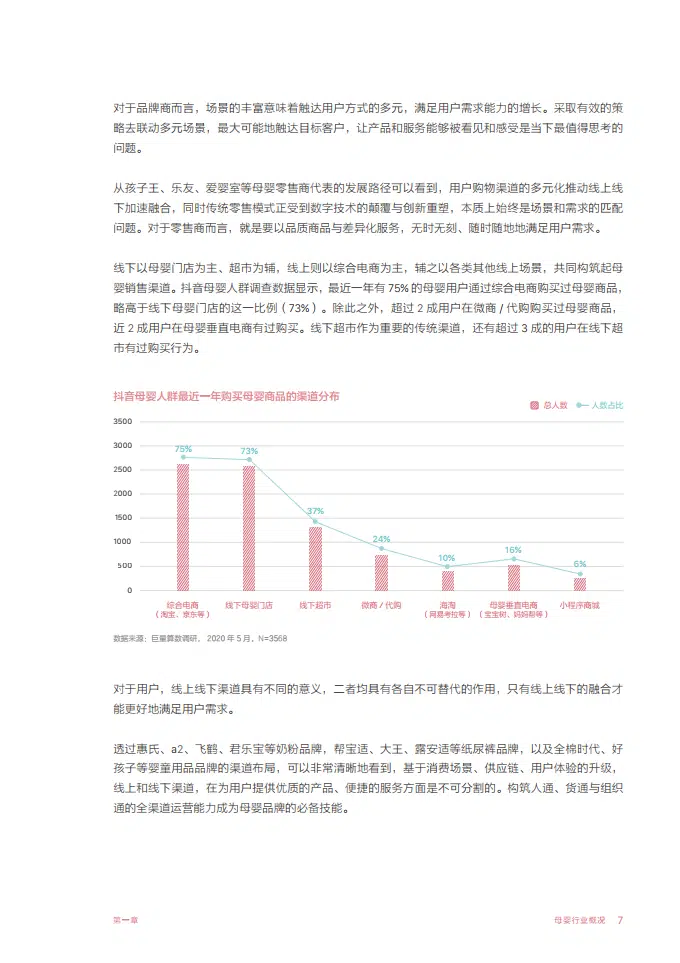 对于品牌商而言，场景的丰富意味着触达用户方式的多元，满足用户需求能力的增长。采取有效的策
略去联动多元场景，最大可能地触达目标客户，让产品和服务能够被看见和感受是当下最值得思考的
问题。
从孩子王、乐友、爱婴室等母婴零售商代表的发展路径可以看到，用户购物渠道的多元化推动线上线
下加速融合，同时传统零售模式正受到数字技术的颠覆与创新重塑，本质上始终是场景和需求的匹配
问题。对于零售商而言，就是要以品质商品与差异化服务，无时无刻、随时随地地满足用户需求。
线下以母婴门店为主、超市为辅，线上则以综合电商为主，辅之以各类其他线上场景，共同构筑起母
婴销售渠道。抖音母婴人群调查数据显示，最近一年有 75% 的母婴用户通过综合电商购买过母婴商品，
略高于线下母婴门店的这一比例（73%）。除此之外，超过 2 成用户在微商 / 代购购买过母婴商品，
近 2 成用户在母婴垂直电商有过购买。线下超市作为重要的传统渠道，还有超过 3 成的用户在线下超
市有过购买行为。
抖音母婴人群最近一年购买母婴商品的渠道分布
总人数 人数占比
3500
3000
2500
2000
1500
1000
500
0
75% 73% 37% 24% 10% 16% 6%
综合电商 线下母婴门店 线下超市 微商 / 代购 海淘 母婴垂直电商 小程序商城
（淘宝、京东等） （网易考拉等） （宝宝树、妈妈帮等）
数据来源：巨量算数调研， 2020 年 5 月，N=3568
对于用户，线上线下渠道具有不同的意义，二者均具有各自不可替代的作用，只有线上线下的融合才
能更好地满足用户需求。
透过惠氏、a2、飞鹤、君乐宝等奶粉品牌，帮宝适、大王、露安适等纸尿裤品牌，以及全棉时代、好
孩子等婴童用品品牌的渠道布局，可以非常清晰地看到，基于消费场景、供应链、用户体验的升级，
线上和线下渠道，在为用户提供优质的产品、便捷的服务方面是不可分割的。构筑人通、货通与组织
通的全渠道运营能力成为母婴品牌的必备技能。
第一章 母婴行业概况 7